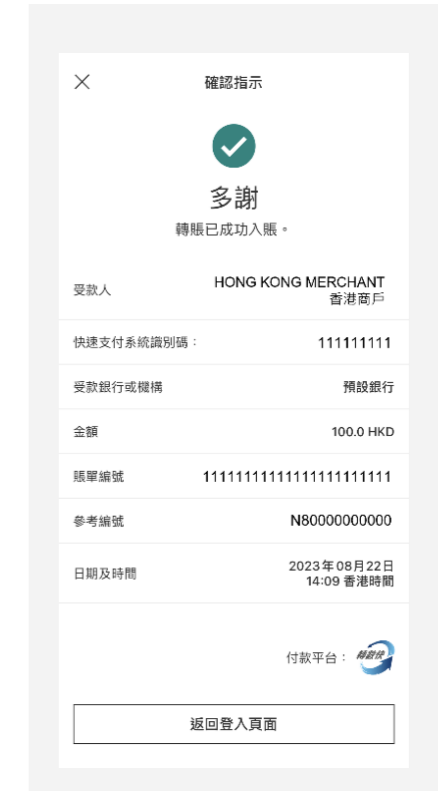 確認指示
多謝
轉賬已成功入賬。
受款人
HONG KONG MERCHANT
香港商戶
快速支付系統識別碼：
111111111
受款銀行或機構
預設銀行
金額
100.0 HKD
賬單編號
11111111111111111111111
參考編號
N80000000000
日期及時間
2023年08月22日
14:09 香港時間
付款平台：
轉數快
返回登入頁面